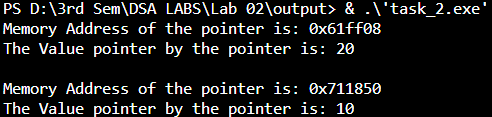 PS D:\3rd Sem\DSA LABS\Lab 02\output> & .\'task_2.exe'
Memory Address of the pointer is: 0x61ff08
The Value pointer by the pointer is: 20
Memory Address of the pointer is: 0x711850
The Value pointer by the pointer is: 10